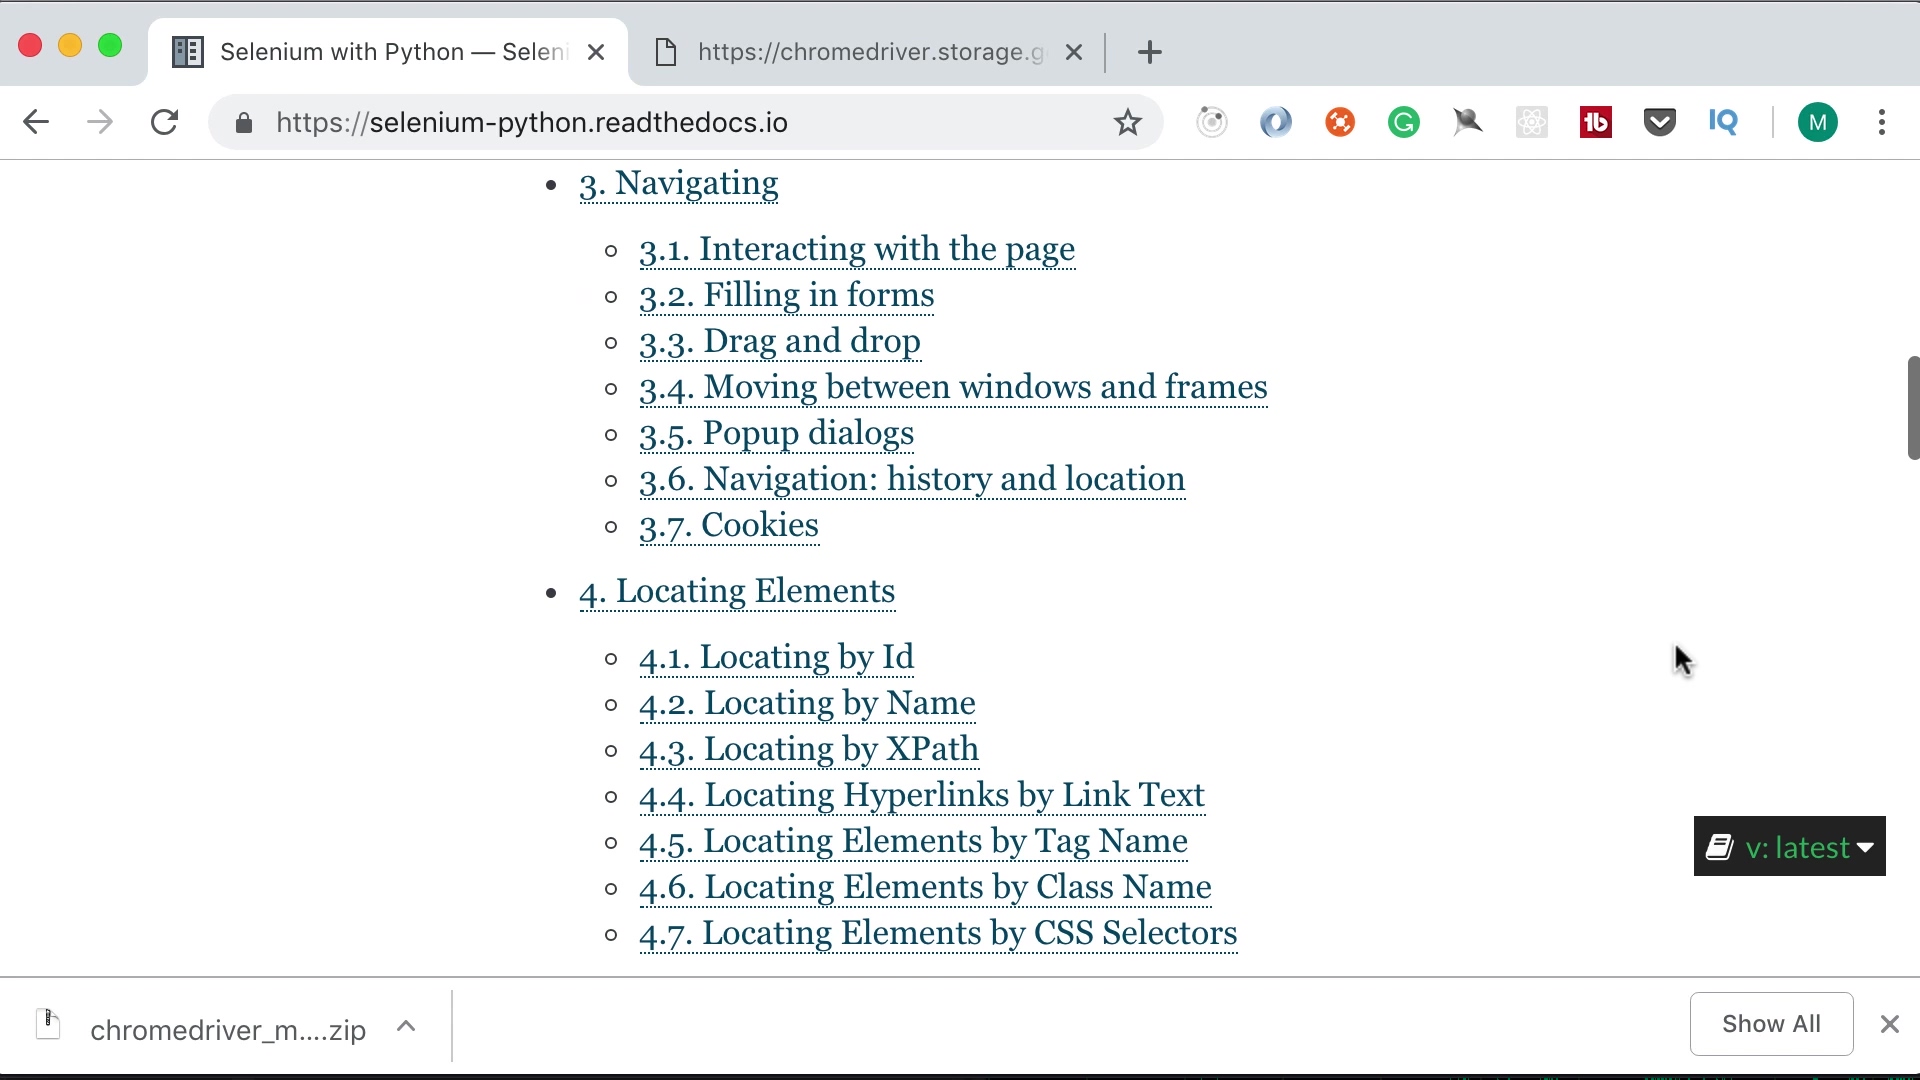 Selenium with Python — Seleni
https://chromedriver.storage.g
https://selenium-python.readthedocs.io
G
tb
IQ
M
3. Navigating
3.1. Interacting with the page
3.2. Filling in forms
3.3. Drag and drop
3.4. Moving between windows and frames
3.5. Popup dialogs
3.6. Navigation: history and location
3.7. Cookies
4. Locating Elements
4.1. Locating by Id
4.2. Locating by Name
4.3. Locating by XPath
4.4. Locating Hyperlinks by Link Text
4.5. Locating Elements by Tag Name
v: latest
4.6. Locating Elements by Class Name
4.7. Locating Elements by CSS Selectors
chromedriver_m....zip
Show All